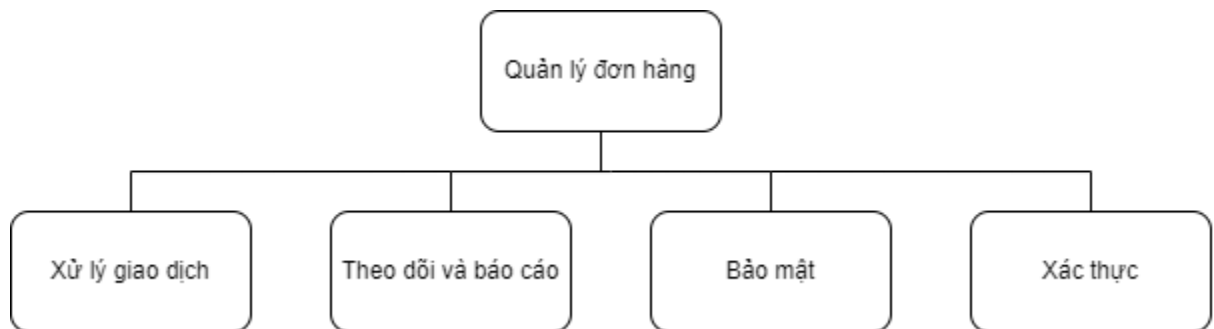 Quản lý đơn hàng
Xử lý giao dịch
Theo dõi và báo cáo
Bảo mật
Xác thực